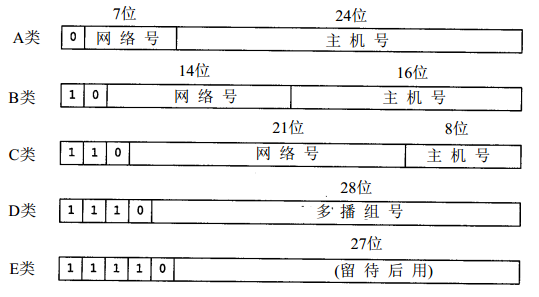 7位 24位
A类 0 网络号 主机号
14位 16位
B类 1 0 网络号 主机号
21位 8位
C类 1 1 0 网络号 主机号
28位
D类 1 1 1 0 多播组号
27位
E类 1 1 1 1 0 (留待后用)